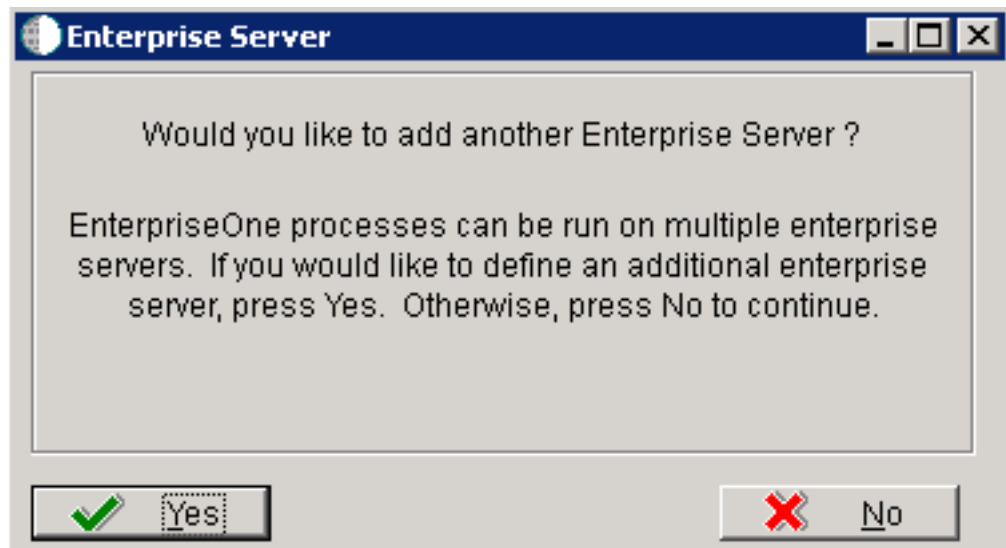 Enterprise Server
Would you like to add another Enterprise Server ?
EnterpriseOne processes can be run on multiple enterprise
servers.  If you would like to define an additional enterprise
server, press Yes.  Otherwise, press No to continue.
Yes
No